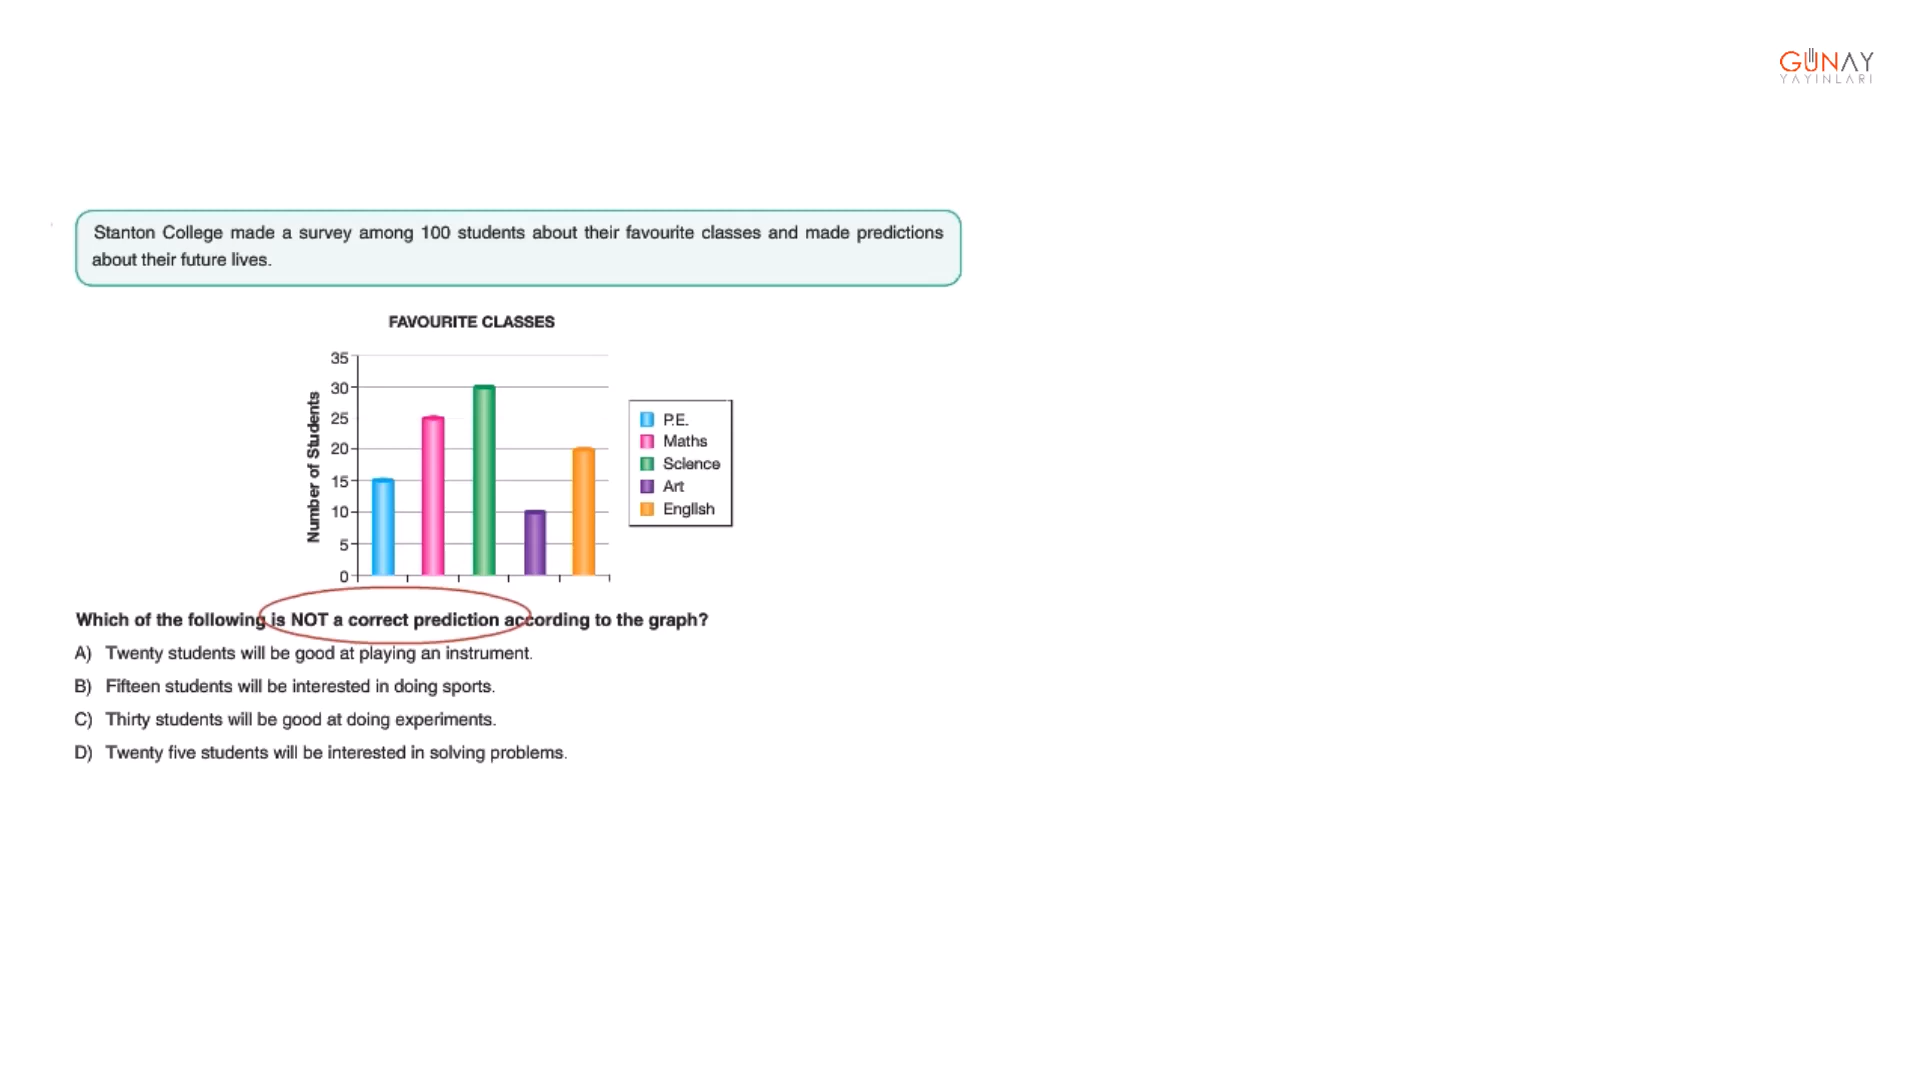 GÜNAY
YAYINLARI
Stanton College made a survey among 100 students about their favourite classes and made predictions
about their future lives.
FAVOURITE CLASSES
Number of Students
35
30
25
20
15
10
5
0
P.E.
Maths
Science
Art
English
Which of the following is NOT a correct prediction according to the graph?
A) Twenty students will be good at playing an instrument.
B) Fifteen students will be interested in doing sports.
C) Thirty students will be good at doing experiments.
D) Twenty five students will be interested in solving problems.